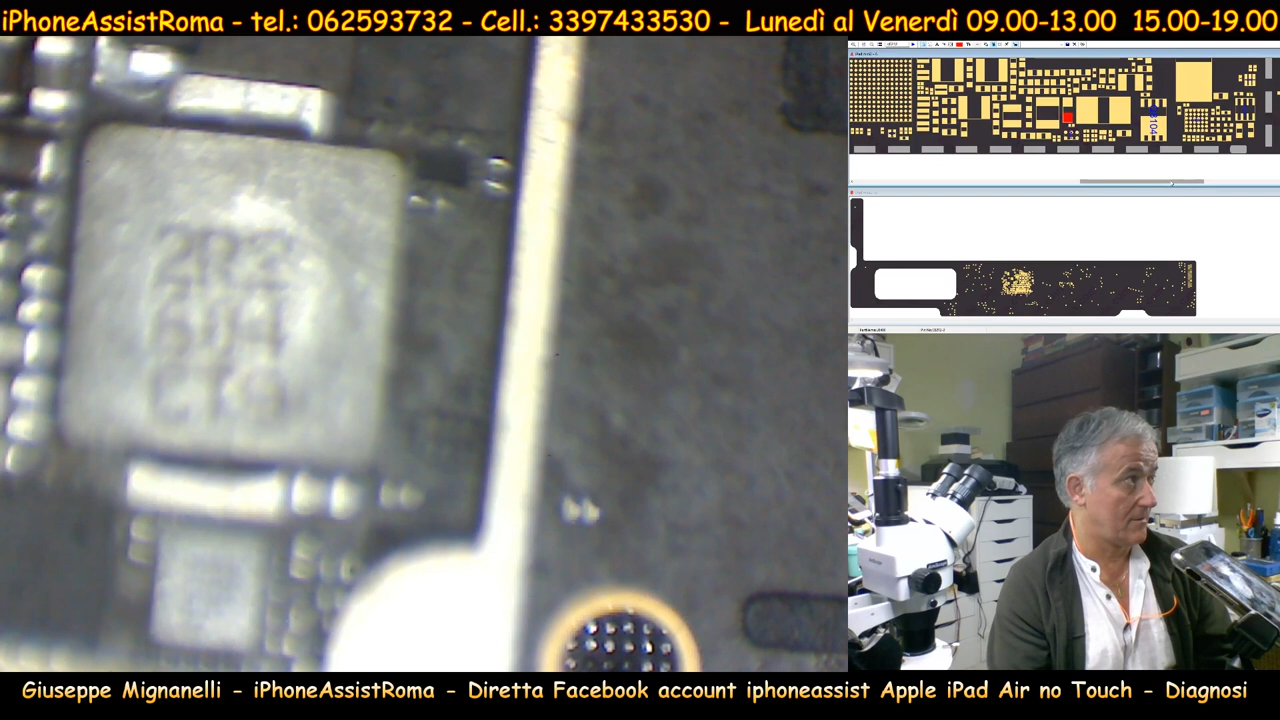 iPhoneAssistRoma - tel.: 062593732 - Cell.: 3397433530 - Lunedì al Venerdì 09.00-13.00 15.00-19.00
2R2
Giuseppe Mignanelli - iPhoneAssistRoma - Diretta Facebook account iphoneassist Apple iPad Air no Touch - Diagnosi